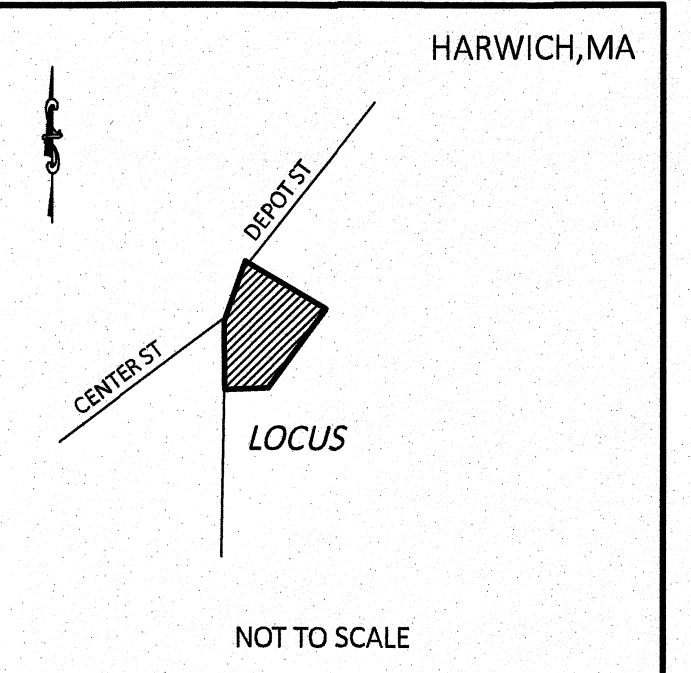 HARWICH,MA
DEPOT ST
CENTER ST
LOCUS
NOT TO SCALE